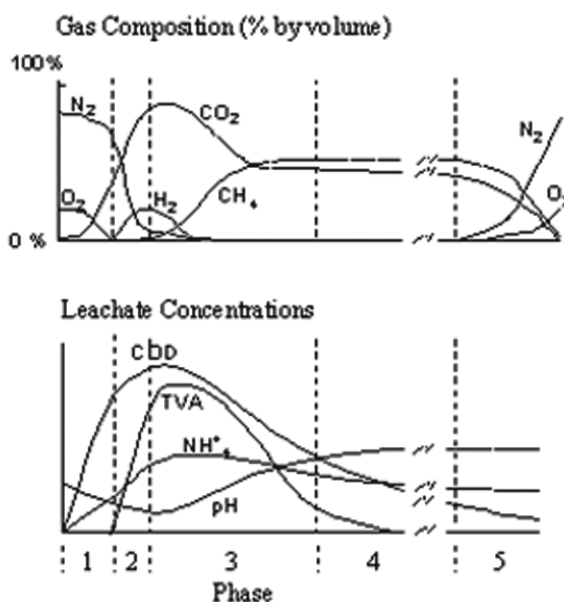 Gas Composition (% by volume)
100 %
N₂
CO₂
N₂
O₂
H₂
CH₄
O₂
0 %
Leachate Concentrations
CbD
TVA
NH⁺₄
pH
1 2 3 4 5
Phase